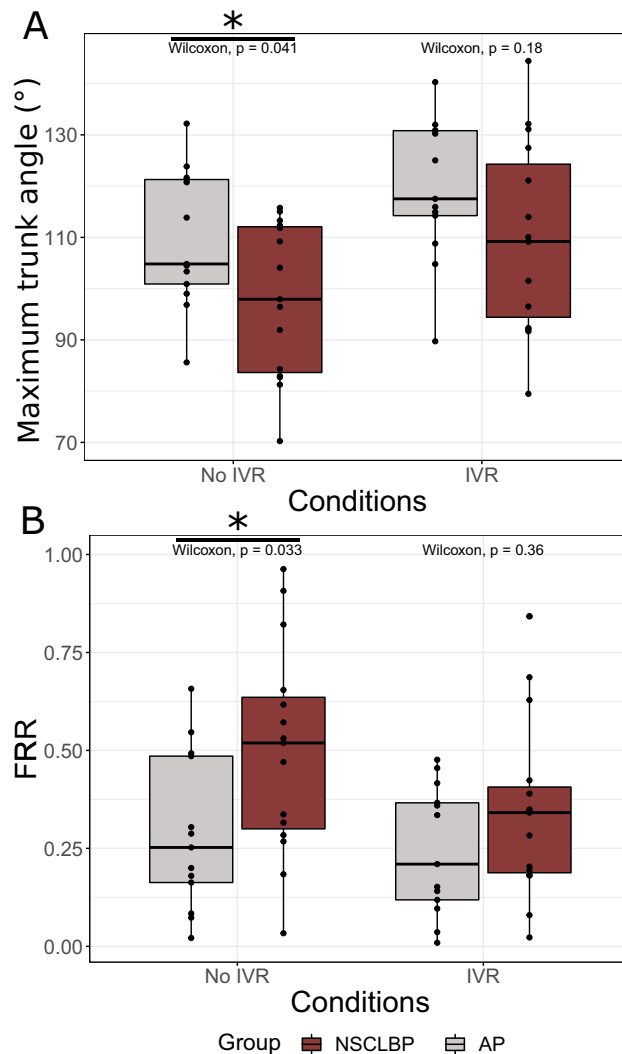 A
*
Wilcoxon, p = 0.041
Wilcoxon, p = 0.18
Maximum trunk angle (°)
130
110
90
70
No IVR
IVR
Conditions
B
*
Wilcoxon, p = 0.033
Wilcoxon, p = 0.36
FRR
1.00
0.75
0.50
0.25
0.00
No IVR
IVR
Conditions
Group NSCLBP AP